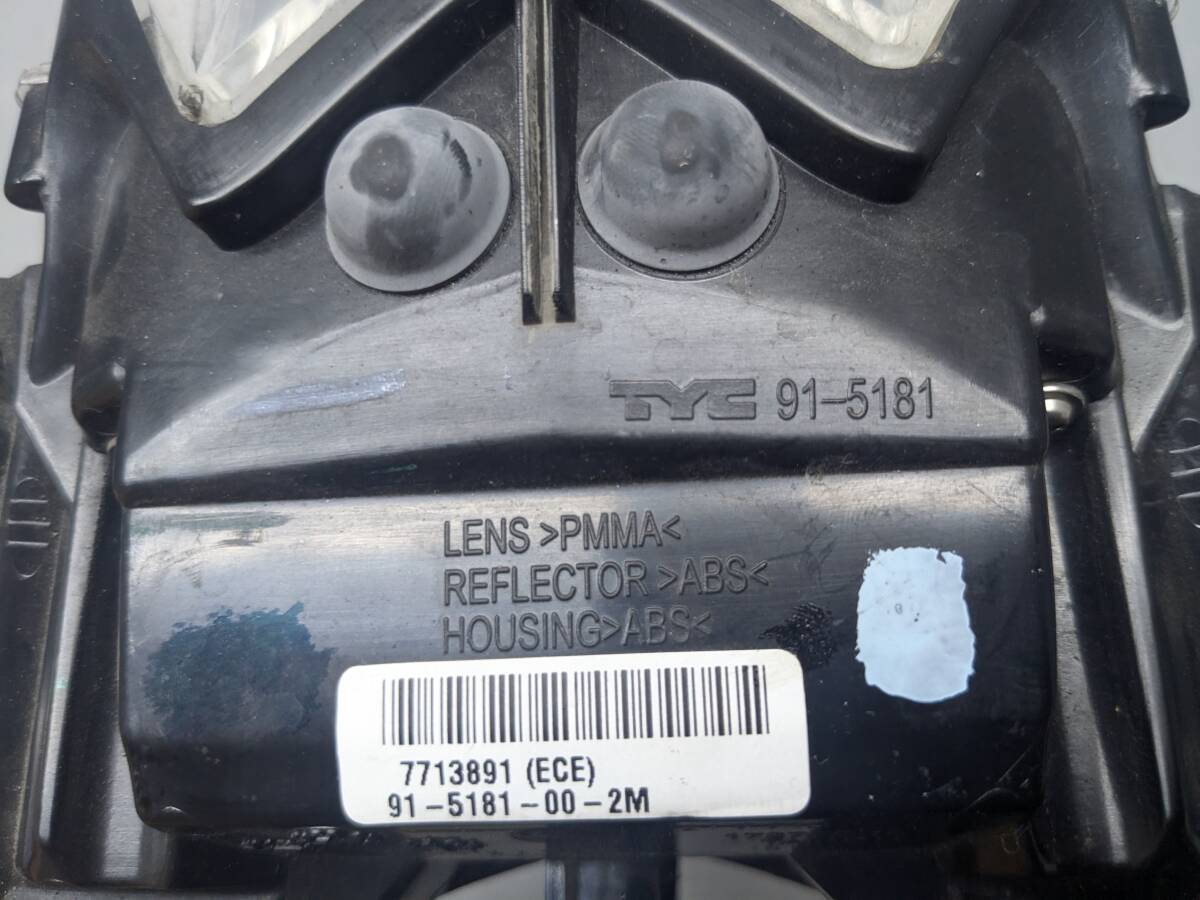 TYC 91-5181
LENS >PMMA<
REFLECTOR >ABS<
HOUSING>ABS<
7713891 (ECE)
91-5181-00-2M